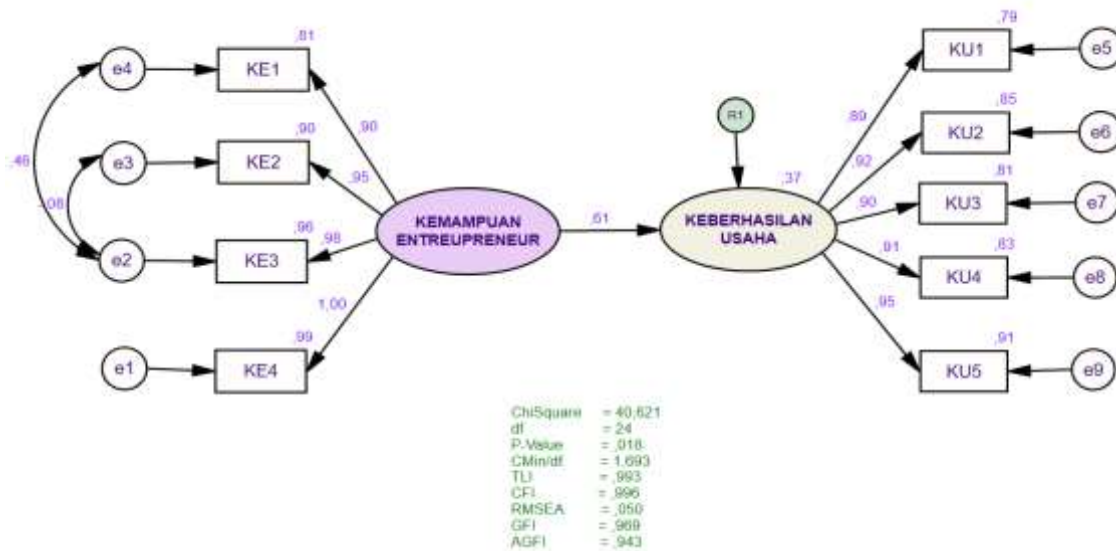 ,79
,81
KU1
e5
e4
KE1
,85
,90
,89
R1
KU2
e6
,90
,92
,46
e3
KE2
,95
,37
,81
,90
KU3
e7
,08
KEMAMPUAN
ENTREUPRENEUR
,61
KEBERHASILAN
USAHA
,96
,98
,91
,83
e2
KE3
KU4
e8
1,00
,95
,99
,91
e1
KE4
KU5
e9
ChiSquare = 40,621
df = 24
P-Value = ,018
CMin/df = 1,693
TLI = ,993
CFI = ,996
RMSEA = ,050
GFI = ,969
AGFI = ,943